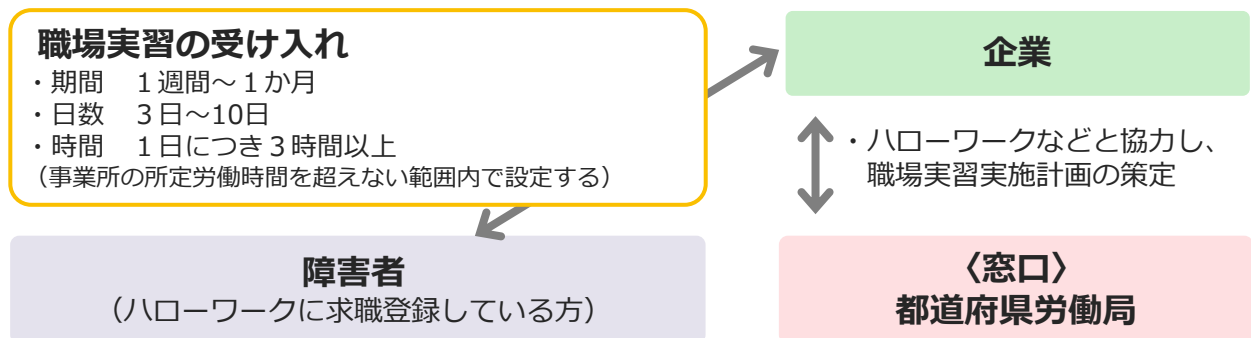 職場実習の受け入れ
・期間　１週間～１か月
・日数　３日～10日
・時間　１日につき３時間以上
（事業所の所定労働時間を超えない範囲内で設定する）
企業
・ハローワークなどと協力し、
職場実習実施計画の策定
障害者
（ハローワークに求職登録している方）
〈窓口〉
都道府県労働局